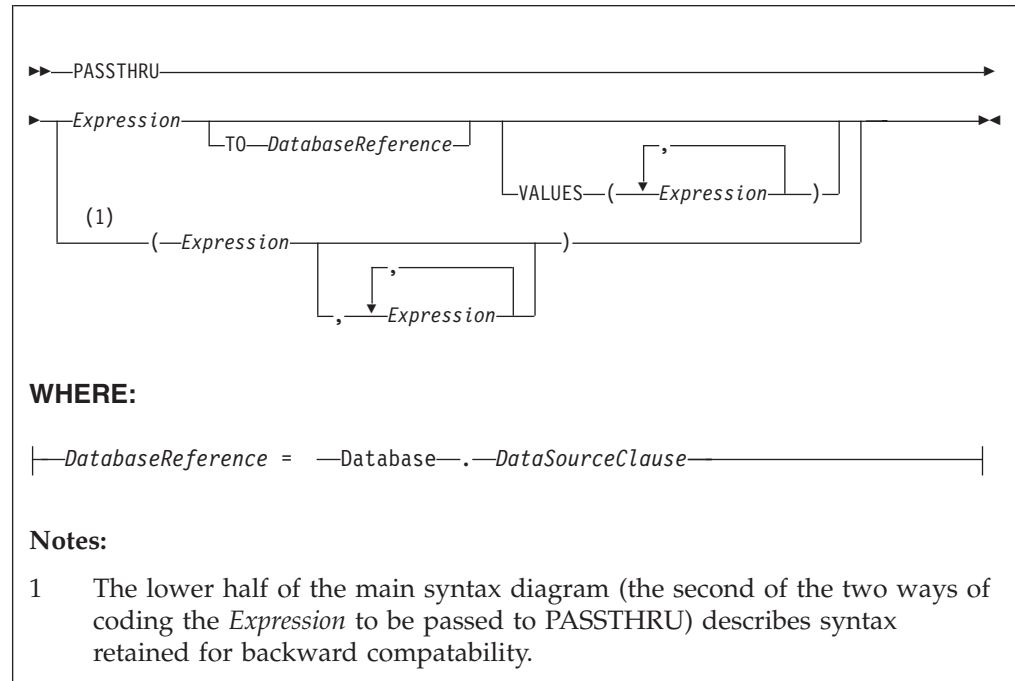 PASSTHRU
Expression
TO DatabaseReference
,
VALUES ( Expression )
(1)
( Expression )
,
, Expression
WHERE:
DatabaseReference = Database . DataSourceClause
Notes:
1 The lower half of the main syntax diagram (the second of the two ways of
coding the Expression to be passed to PASSTHRU) describes syntax
retained for backward compatability.